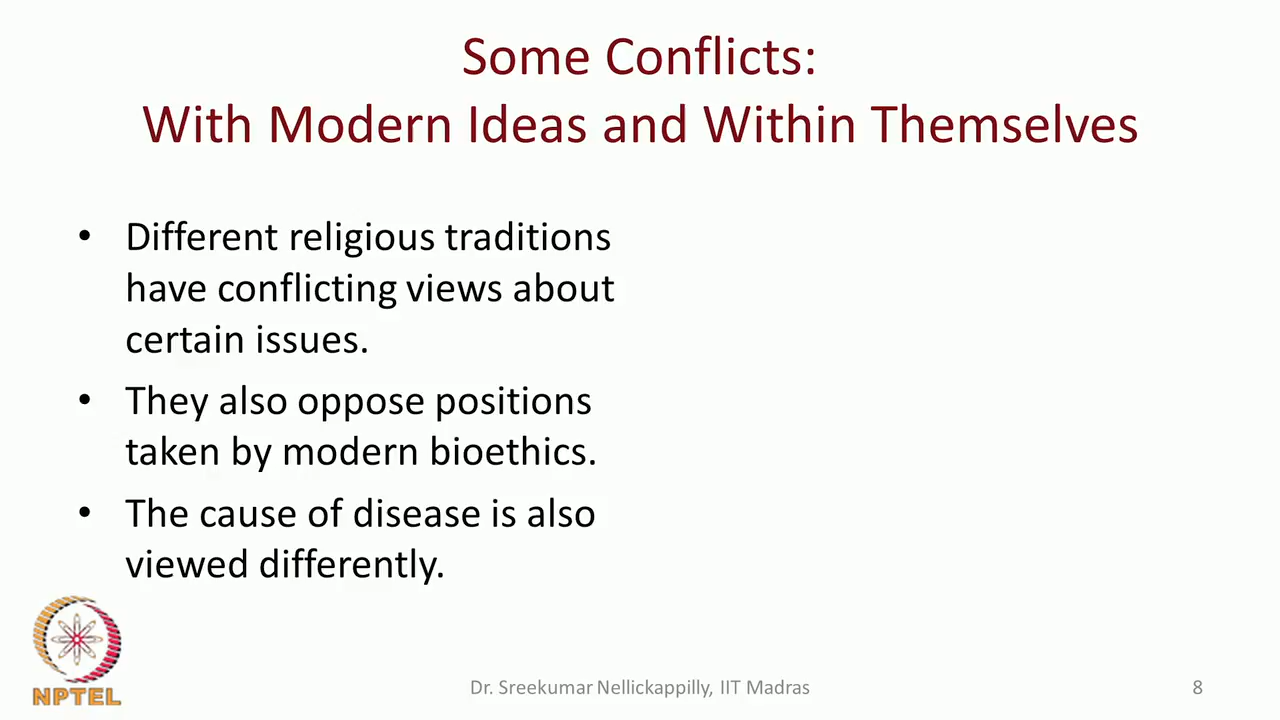 Some Conflicts:
With Modern Ideas and Within Themselves
• Different religious traditions
have conflicting views about
certain issues.
• They also oppose positions
taken by modern bioethics.
• The cause of disease is also
viewed differently.
NPTEL
Dr. Sreekumar Nellickappilly, IIT Madras
8